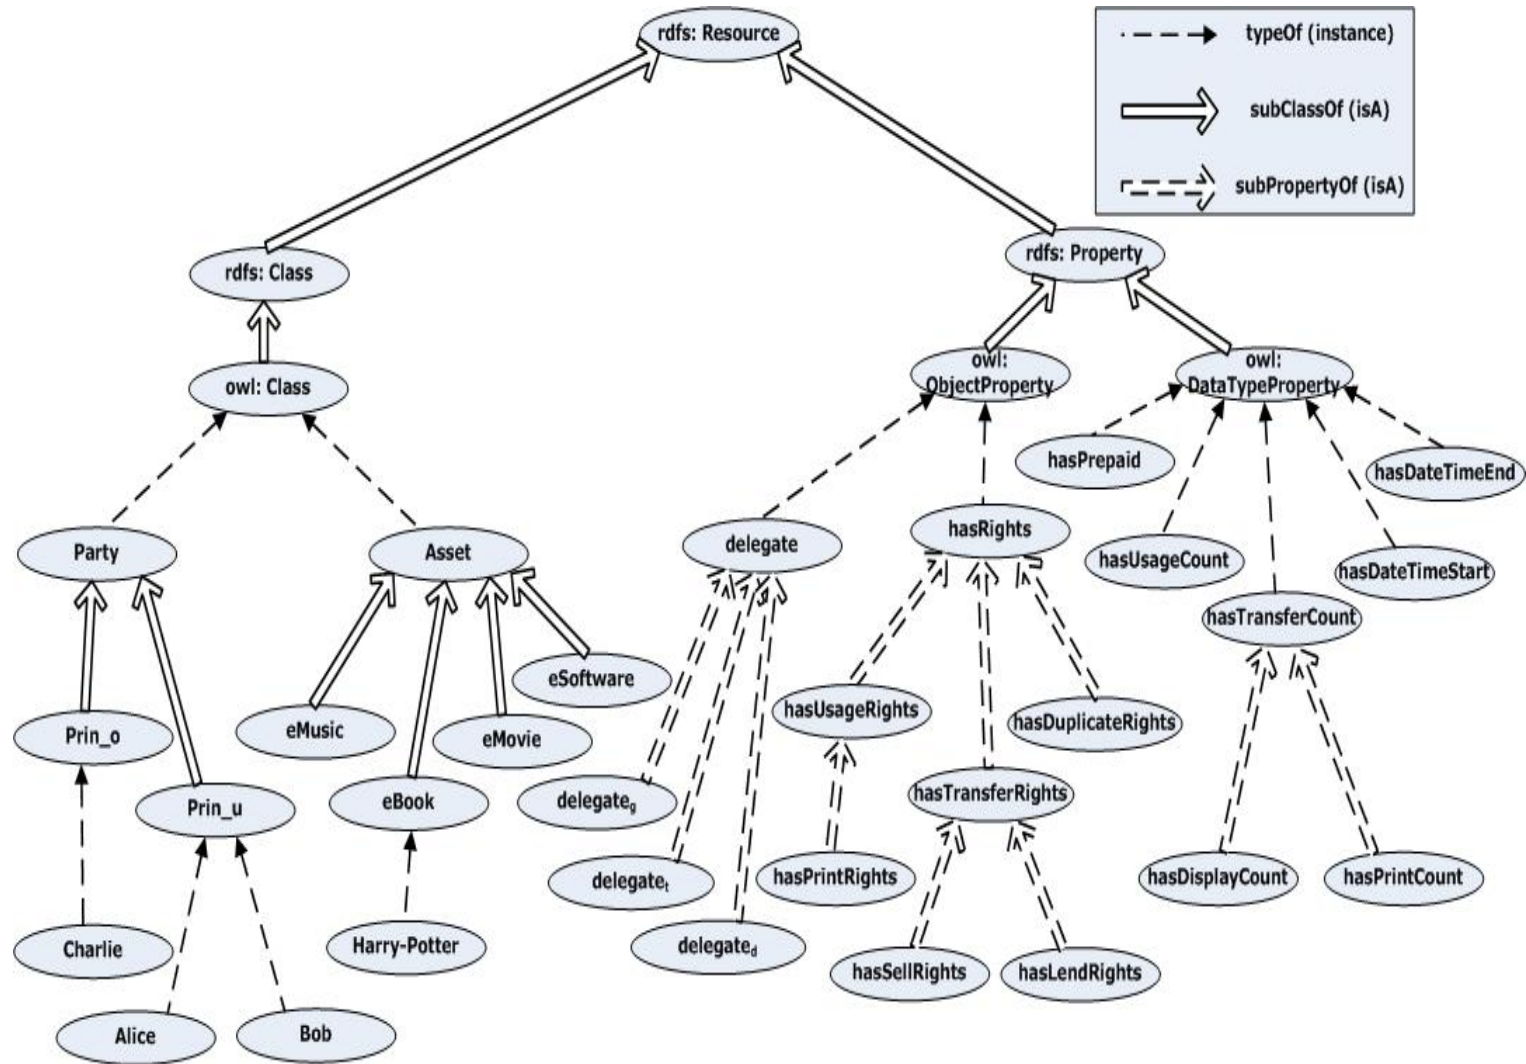 rdfs: Resource
typeOf (instance)
subClassOf (isA)
subPropertyOf (isA)
rdfs: Class
rdfs: Property
owl: Class
owl:
ObjectProperty
owl:
DataTypeProperty
hasPrepaid
hasDateTimeEnd
Party
Asset
delegate
hasRights
hasUsageCount
hasDateTimeStart
hasTransferCount
eSoftware
Prin_o
eMusic
eMovie
hasUsageRights
hasDuplicateRights
Prin_u
eBook
delegateg
hasTransferRights
delegatet
hasPrintRights
hasDisplayCount
hasPrintCount
Charlie
Harry-Potter
delegated
hasSellRights
hasLendRights
Alice
Bob